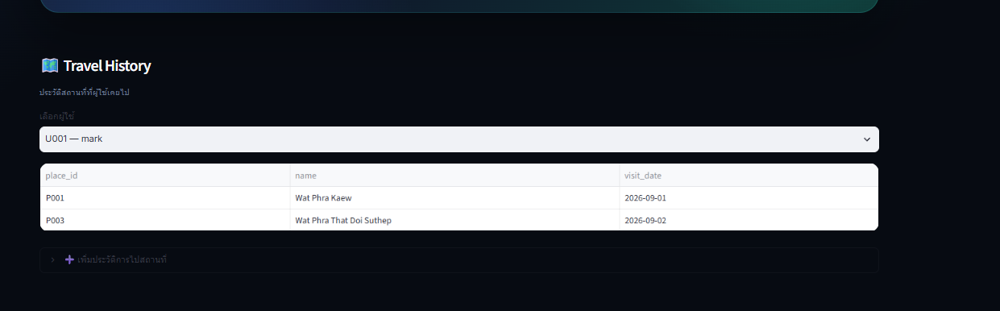 Travel History
ประวัติสถานที่ที่ผู้ใช้เคยไป
เลือกผู้ใช้
U001 — mark
place_id name visit_date
P001 Wat Phra Kaew 2026-09-01
P003 Wat Phra That Doi Suthep 2026-09-02
เพิ่มประวัติการไปสถานที่